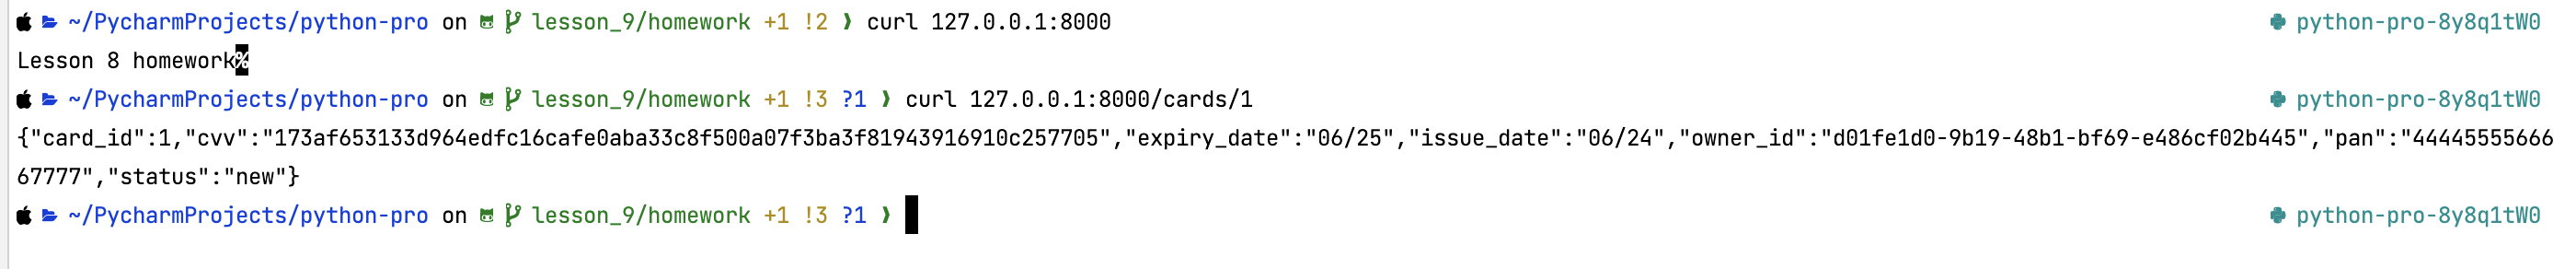 ~/PycharmProjects/python-pro on lesson_9/homework +1 !2 ❯ curl 127.0.0.1:8000 python-pro-8y8q1tW0
Lesson 8 homework%
~/PycharmProjects/python-pro on lesson_9/homework +1 !3 ?1 ❯ curl 127.0.0.1:8000/cards/1 python-pro-8y8q1tW0
{"card_id":1,"cvv":"173af653133d964edfc16cafe0aba33c8f500a07f3ba3f81943916910c257705","expiry_date":"06/25","issue_date":"06/24","owner_id":"d01fe1d0-9b19-48b1-bf69-e486cf02b445","pan":"44445555666
67777","status":"new"}
~/PycharmProjects/python-pro on lesson_9/homework +1 !3 ?1 ❯ python-pro-8y8q1tW0